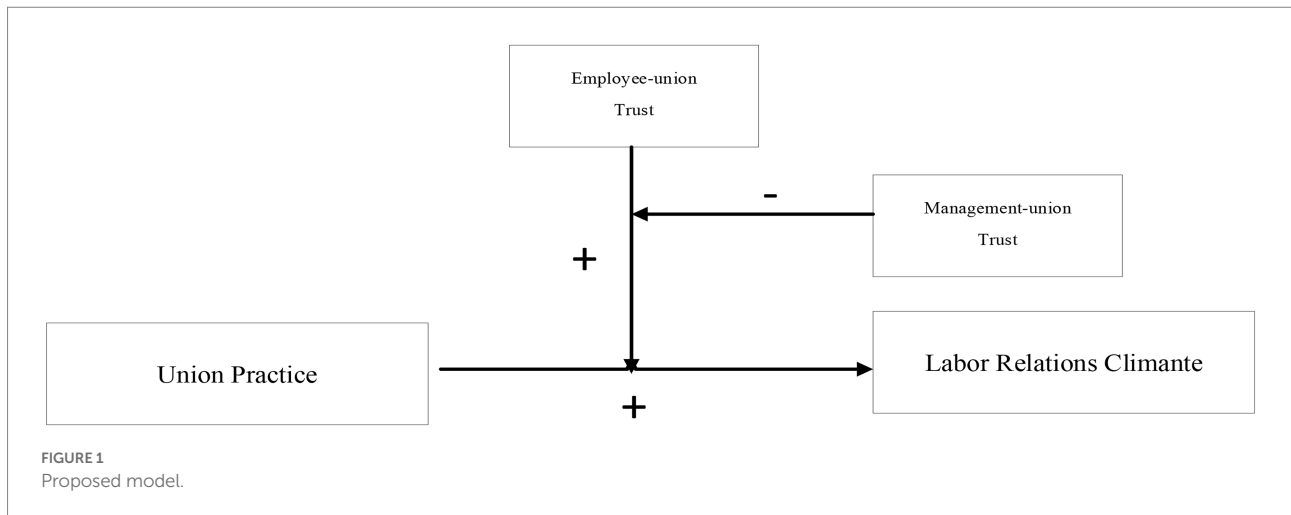 Employee-union
Trust
-
Management-union
Trust
+
Union Practice
Labor Relations Climante
+
FIGURE 1
Proposed model.